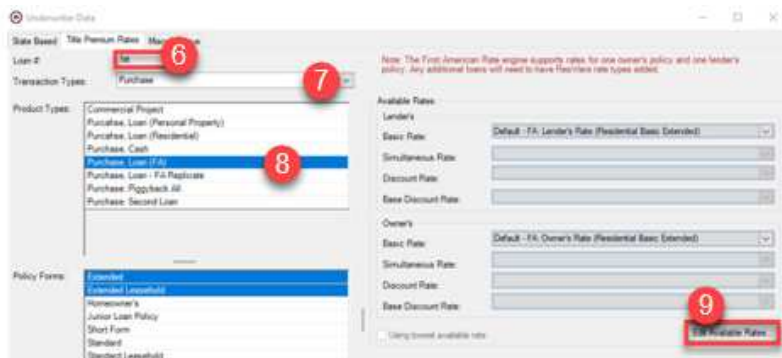 Underwriter Data
State Based Title Premium Rates
Loan #: 1st 6
Transaction Types: Purchase 7
Product Types:
Commercial Project
Purcahse, Loan (Personal Property)
Purcahse, Loan (Residential)
Purchase, Cash
Purchase, Loan (FA) 8
Purchase, Loan - FA Replicate
Purchase: Piggyback All
Purchase: Second Loan
Policy Forms:
Extended
Extended Leasehold
Homeowner's
Junior Loan Policy
Short Form
Standard
Standard Leasehold
Note: The First American Rate engine supports rates for one owner's policy and one lender's
policy. Any additional loans will need to have rate types added.
Available Rates:
Lender's
Basic Rate: Default - FA: Lender's Rate (Residential Basic Extended)
Simultaneous Rate:
Discount Rate:
Base Discount Rate:
Owner's
Basic Rate: Default - FA: Owner's Rate (Residential Basic Extended)
Simultaneous Rate:
Discount Rate:
Base Discount Rate:
9
Using lowest available rate
Edit Available Rates